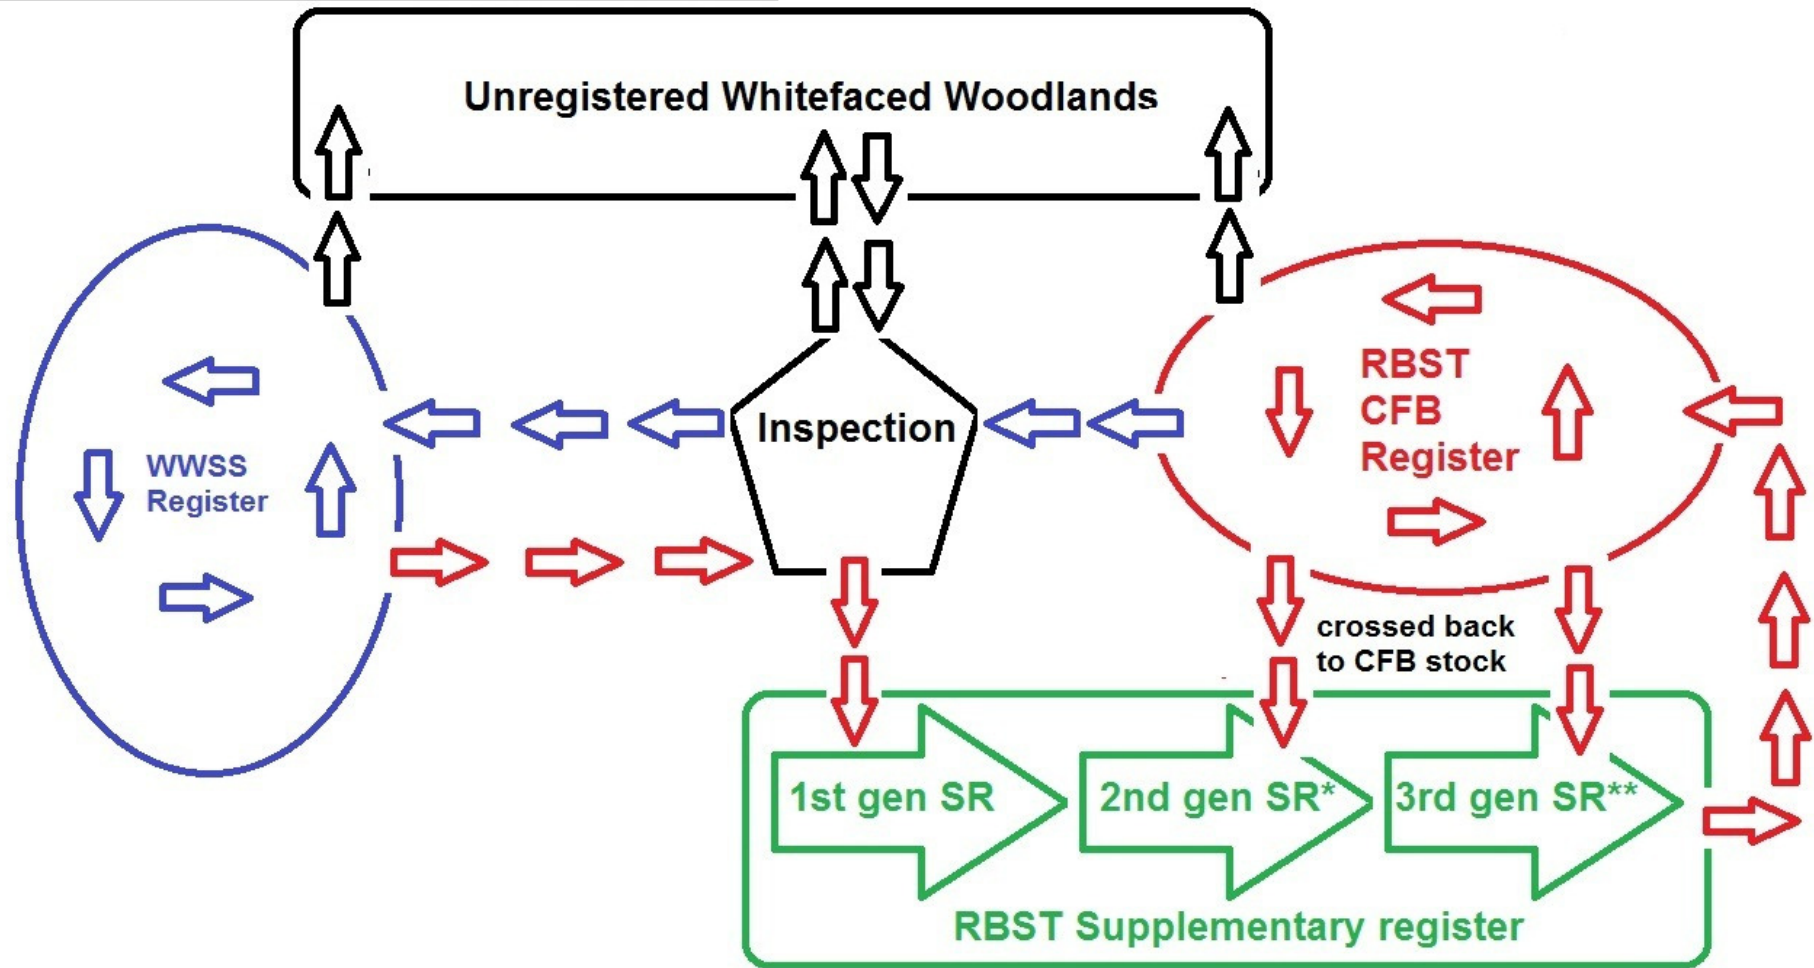 Unregistered Whitefaced Woodlands
Inspection
WWSS
Register
RBST
CFB
Register
crossed back
to CFB stock
1st gen SR
2nd gen SR*
3rd gen SR**
RBST Supplementary register